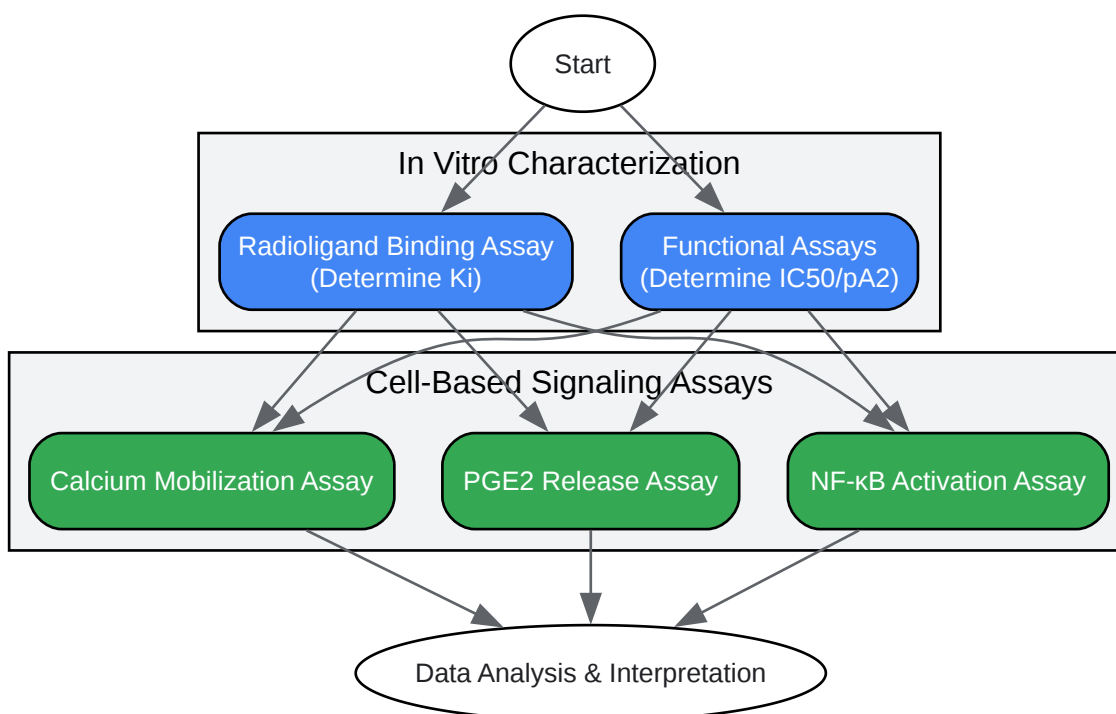 Start
In Vitro Characterization
Radioligand Binding Assay
(Determine Ki)
Functional Assays
(Determine IC50/pA2)
Cell-Based Signaling Assays
Calcium Mobilization Assay
PGE2 Release Assay
NF-κB Activation Assay
Data Analysis & Interpretation